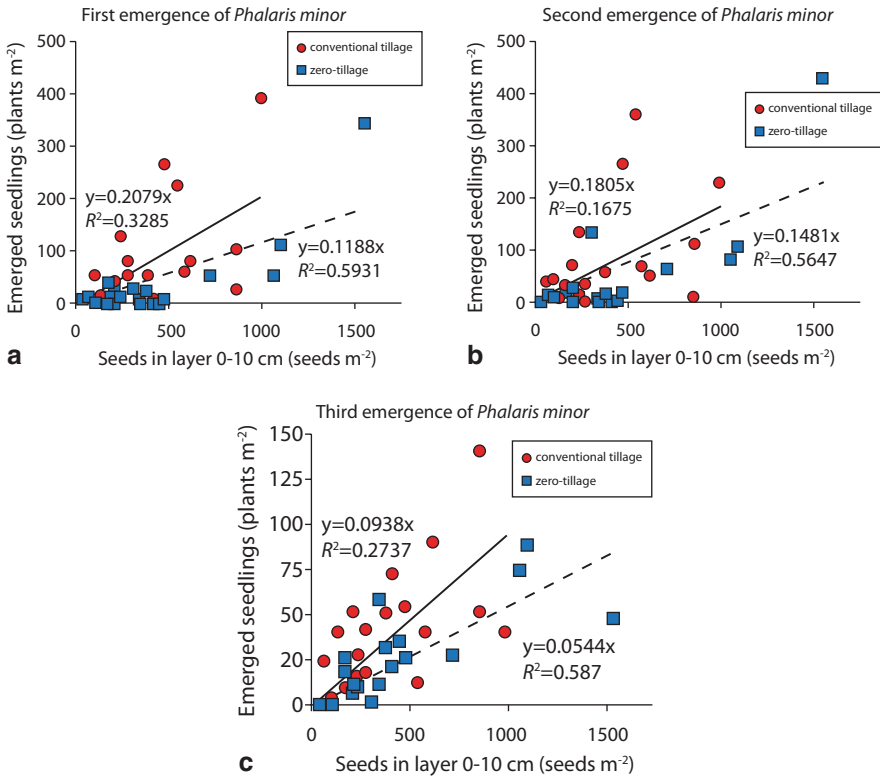 First emergence of Phalaris minor
Emerged seedlings (plants m-2)
500
400
300
200
100
0
conventional tillage
zero-tillage
y=0.2079x
R2=0.3285
y=0.1188x
R2=0.5931
0
500
1000
1500
Seeds in layer 0-10 cm (seeds m-2)
a
Second emergence of Phalaris minor
Emerged seedlings (plants m-2)
500
400
300
200
100
0
conventional tillage
zero-tillage
y=0.1805x
R2=0.1675
y=0.1481x
R2=0.5647
0
500
1000
1500
Seeds in layer 0-10 cm (seeds m-2)
b
Third emergence of Phalaris minor
Emerged seedlings (plants m-2)
150
125
100
75
50
20
0
conventional tillage
zero-tillage
y=0.0938x
R2=0.2737
y=0.0544x
R2=0.587
0
500
1000
1500
Seeds in layer 0-10 cm (seeds m-2)
c